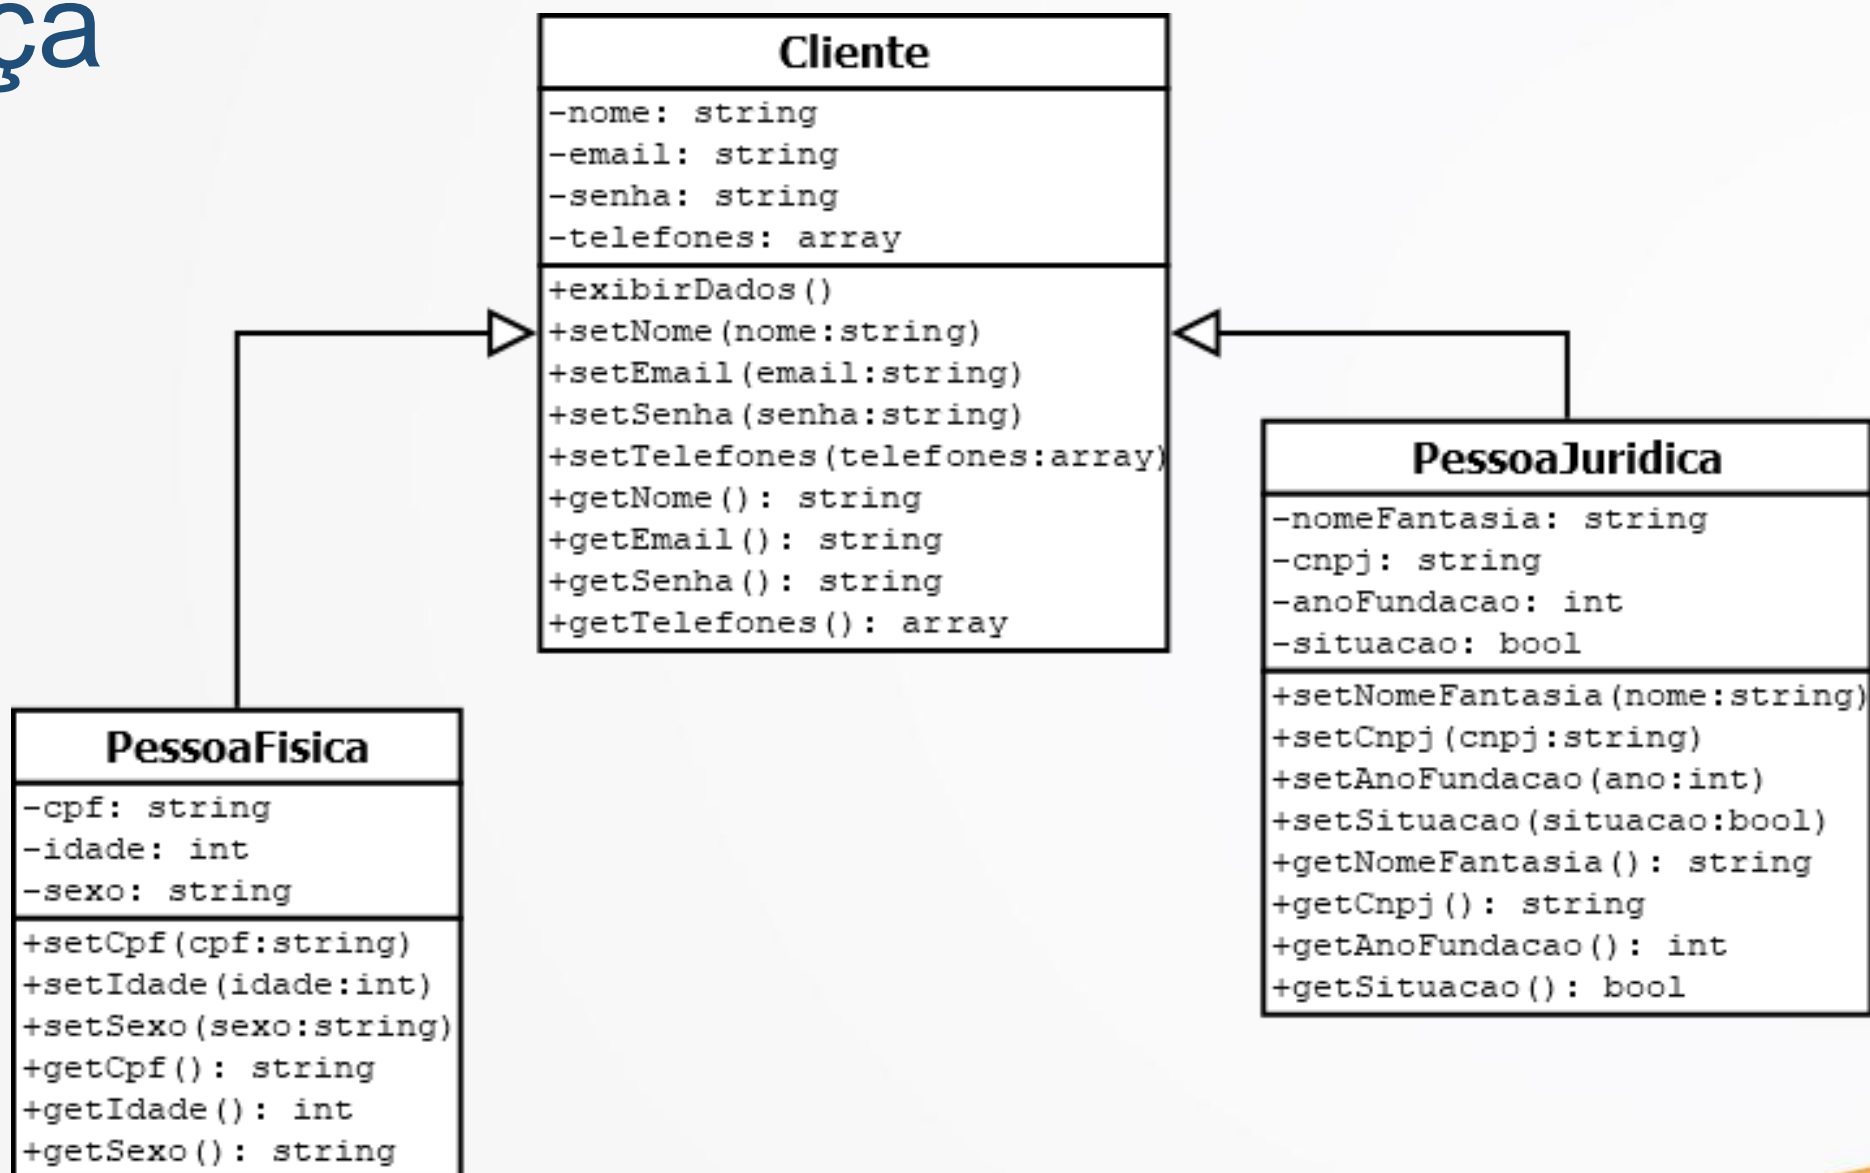 ça
Cliente
-nome: string
-email: string
-senha: string
-telefones: array
+exibirDados()
+setNome(nome:string)
+setEmail(email:string)
+setSenha(senha:string)
+setTelefones(telefones:array)
+getNome(): string
+getEmail(): string
+getSenha(): string
+getTelefones(): array
PessoaJuridica
-nomeFantasia: string
-cnpj: string
-anoFundacao: int
-situacao: bool
+setNomeFantasia(nome:string)
+setCnpj(cnpj:string)
+setAnoFundacao(ano:int)
+setSituacao(situacao:bool)
+getNomeFantasia(): string
+getCnpj(): string
+getAnoFundacao(): int
+getSituacao(): bool
PessoaFisica
-cpf: string
-idade: int
-sexo: string
+setCpf(cpf:string)
+setIdade(idade:int)
+setSexo(sexo:string)
+getCpf(): string
+getIdade(): int
+getSexo(): string